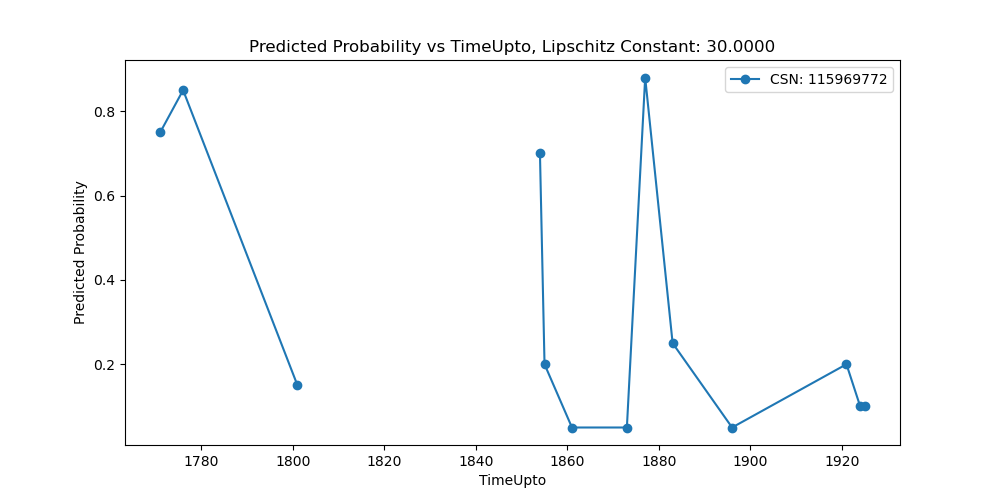 Predicted Probability vs TimeUpto, Lipschitz Constant: 30.0000
CSN: 115969772
Predicted Probability
0.8
0.6
0.4
0.2
1780 1800 1820 1840 1860 1880 1900 1920
TimeUpto